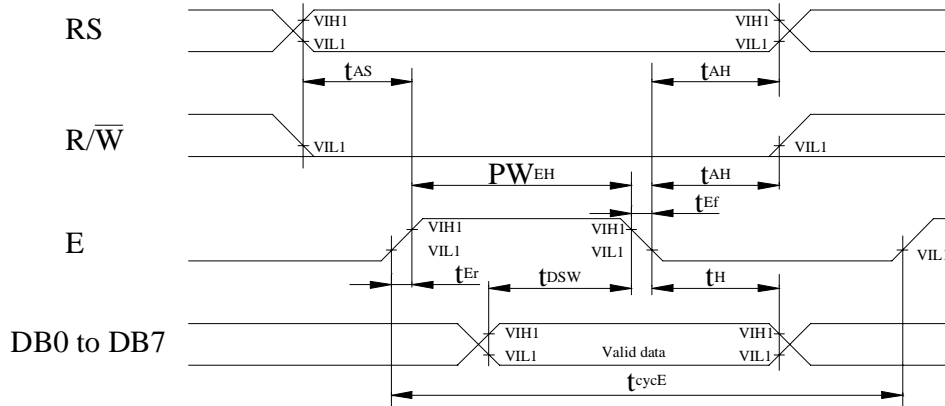 RS
VIH1 VIH1
VIL1 VIL1
tAS tAH
R/W̅
VIL1 VIL1
PWEH tAH
tEf
E
VIH1 VIH1
VIL1 VIL1 VIL1
tEr tDSW tH
DB0 to DB7
VIH1 VIH1
VIL1 Valid data VIL1
tcycE